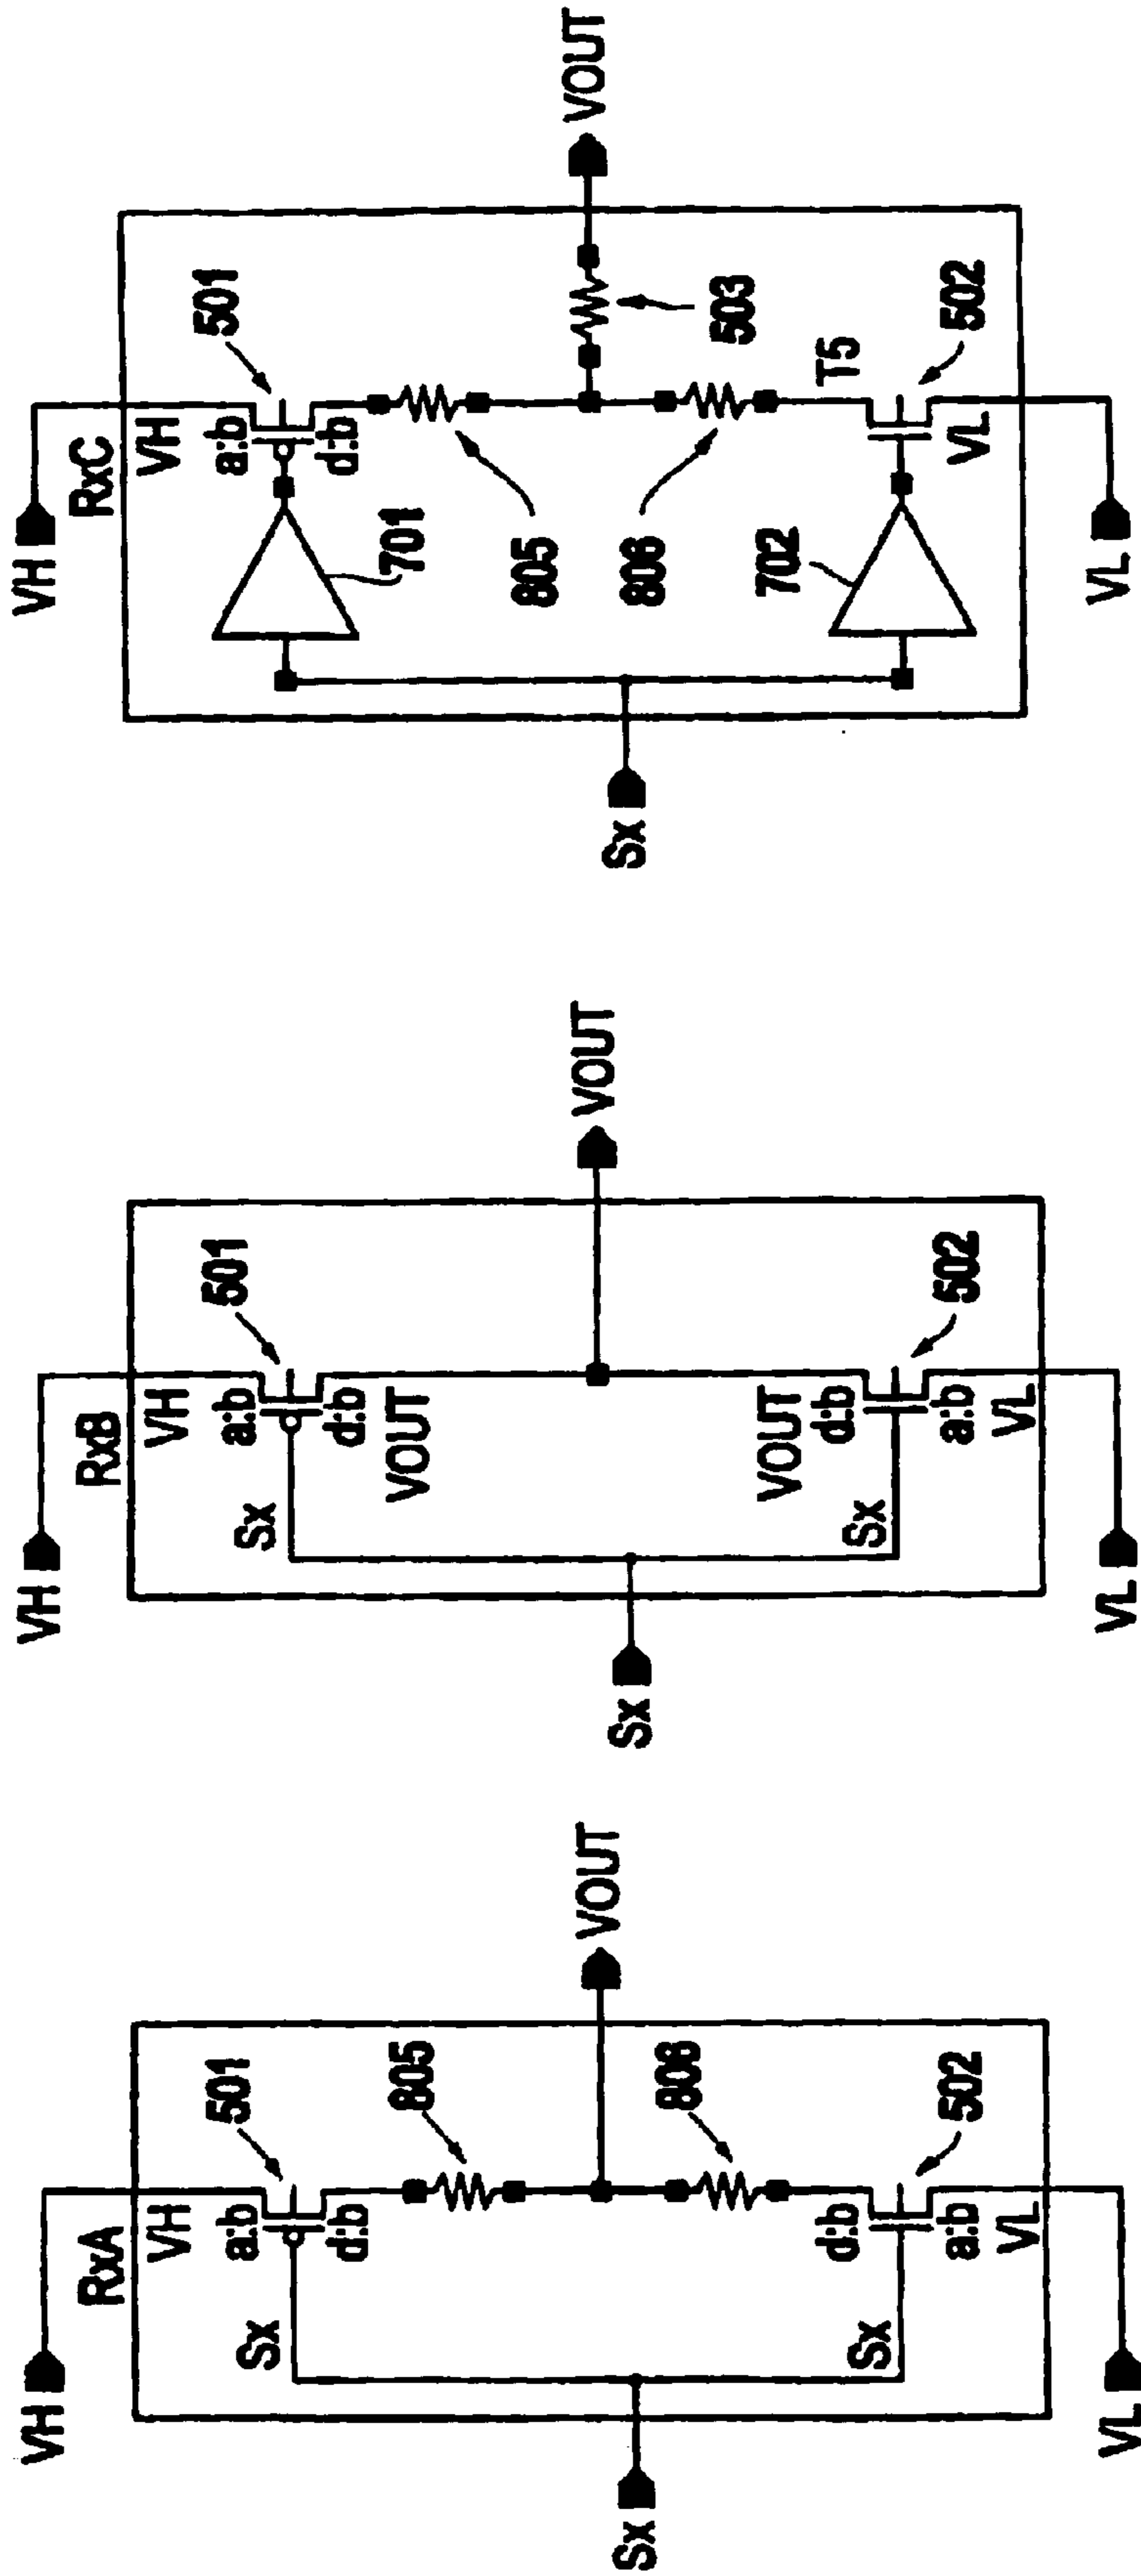 VH
RxA
VH
a:b
501
d:b
Sx
805
VOUT
Sx
806
d:b
Sx
502
a:b
VL
VL
VH
RxB
VH
a:b
501
d:b
Sx
VOUT
VOUT
Sx
VOUT
d:b
Sx
502
a:b
VL
VL
VH
RxC
VH
a:b
501
d:b
701
805
VOUT
503
Sx
806
T5
702
502
VL
VL